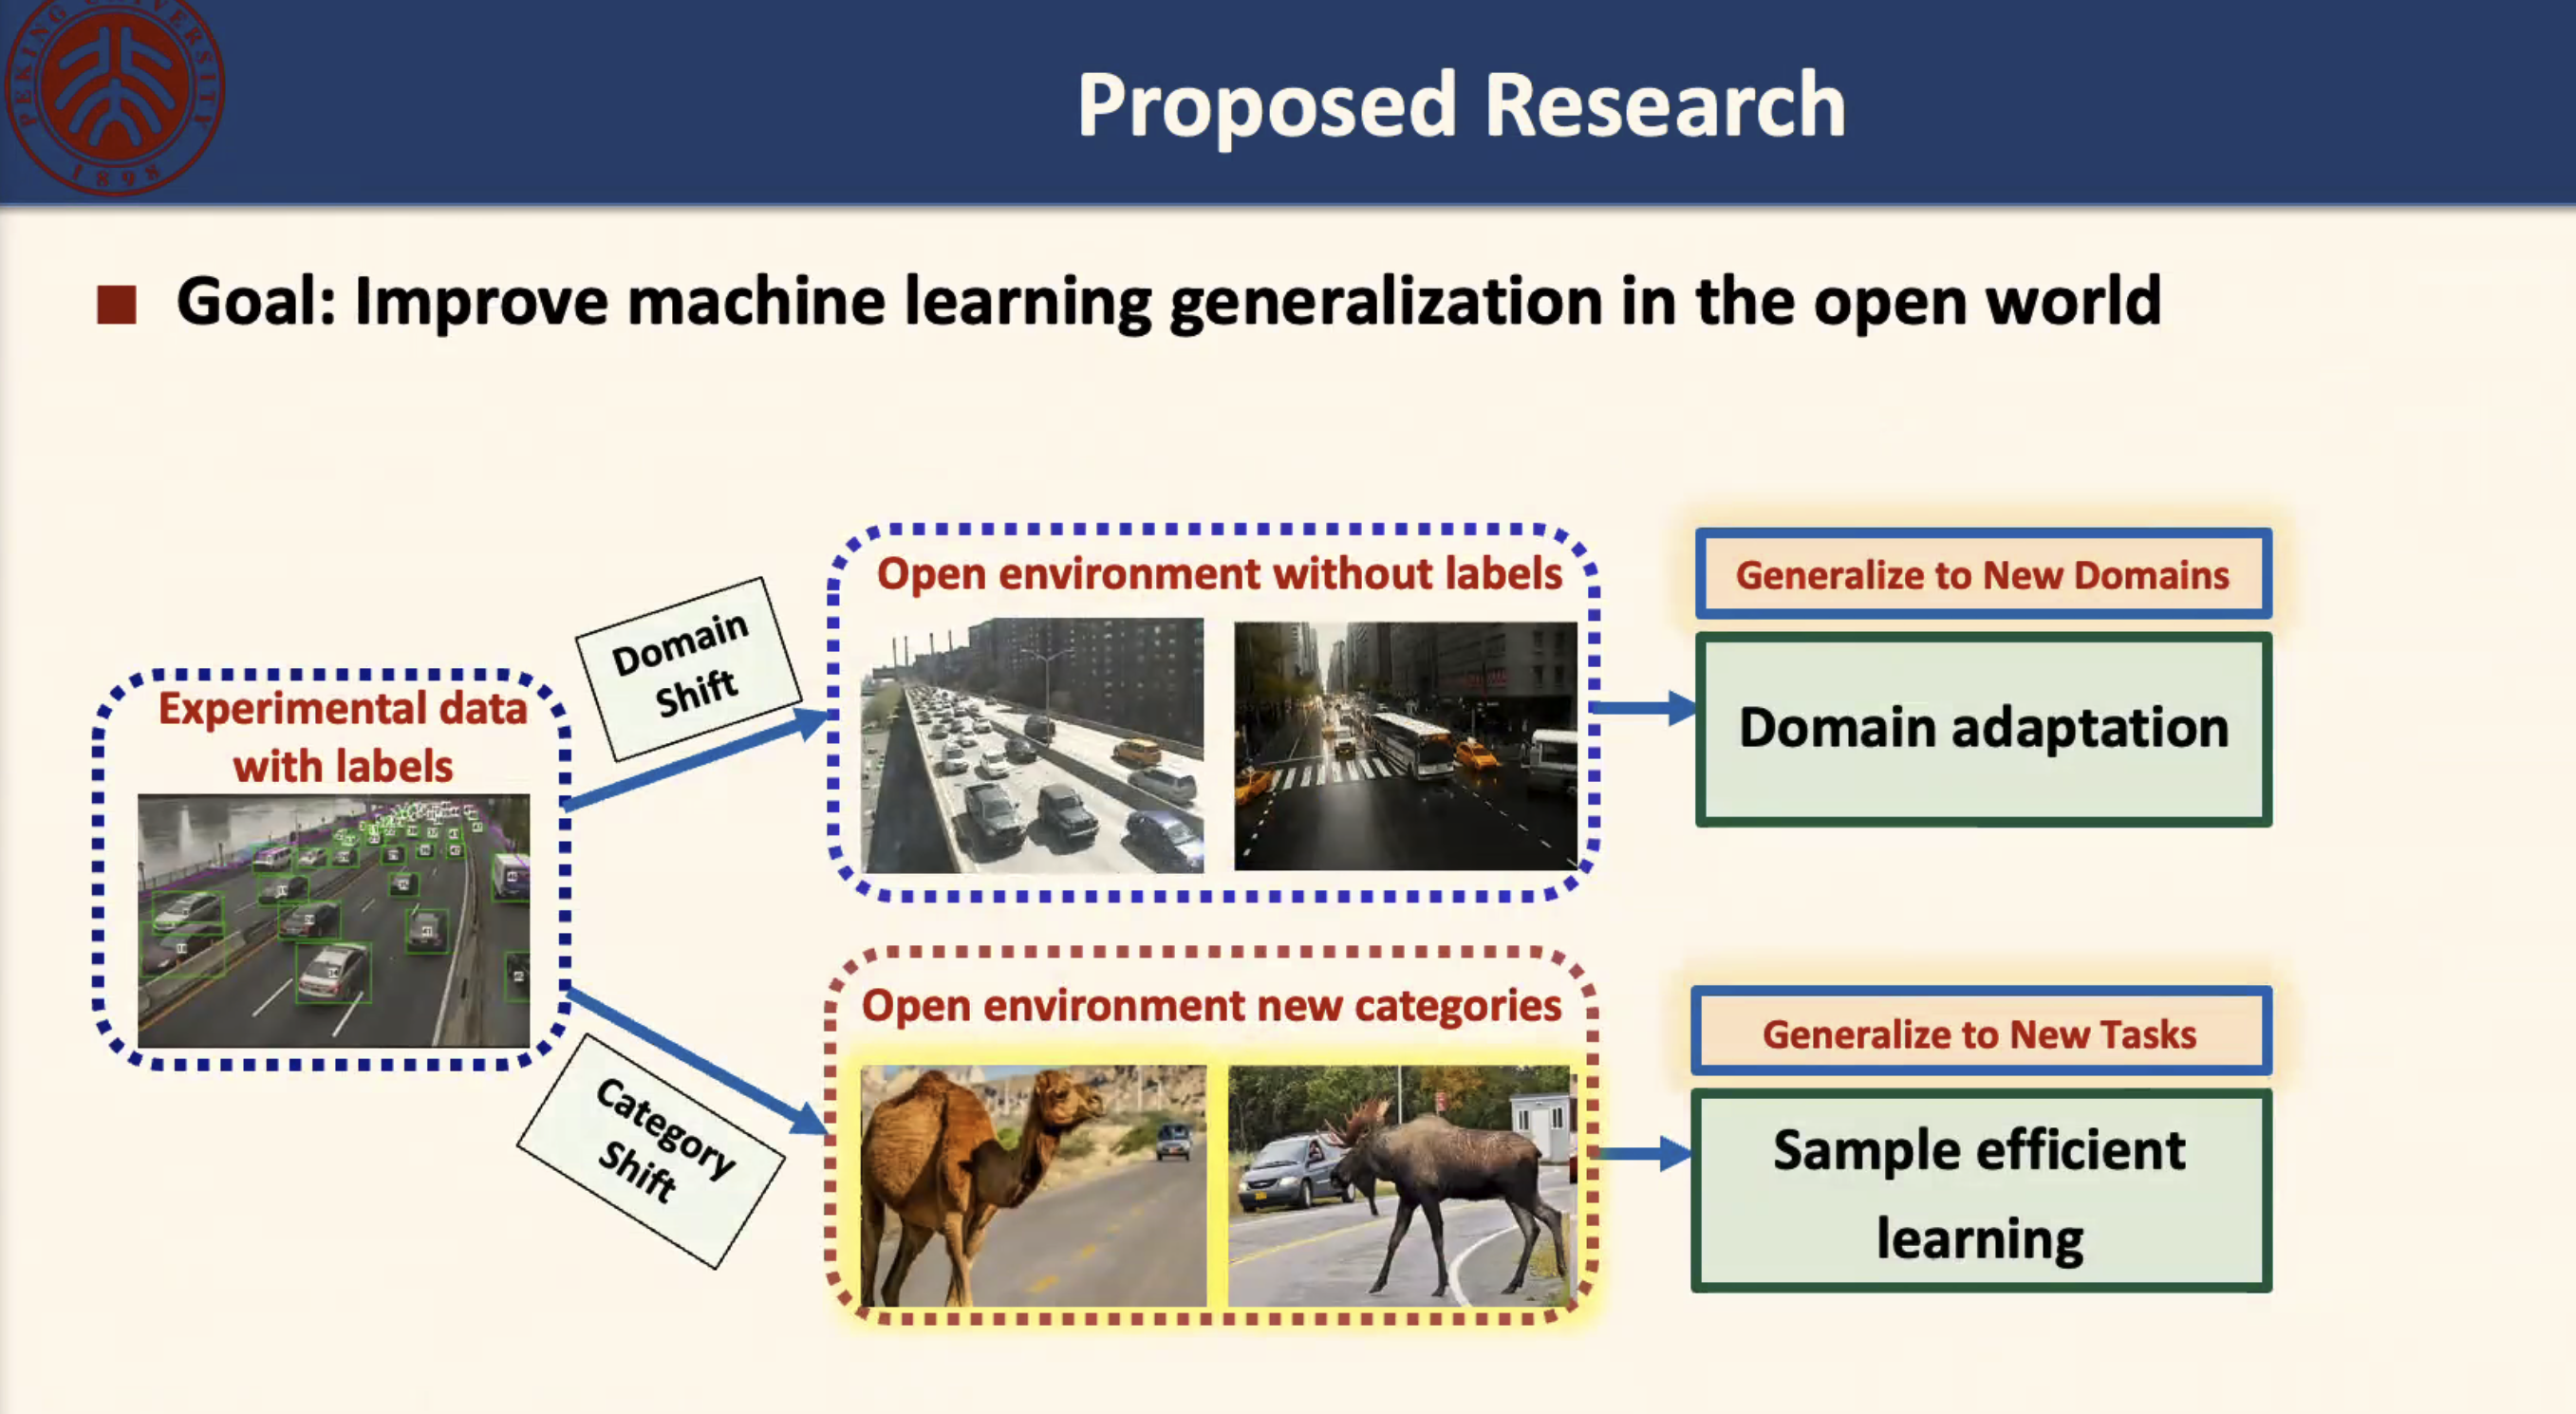 PEKING UNIVERSITY
1898
Proposed Research
Goal: Improve machine learning generalization in the open world
Experimental data
with labels
Domain
Shift
Open environment without labels
Generalize to New Domains
Domain adaptation
Category
Shift
Open environment new categories
Generalize to New Tasks
Sample efficient
learning